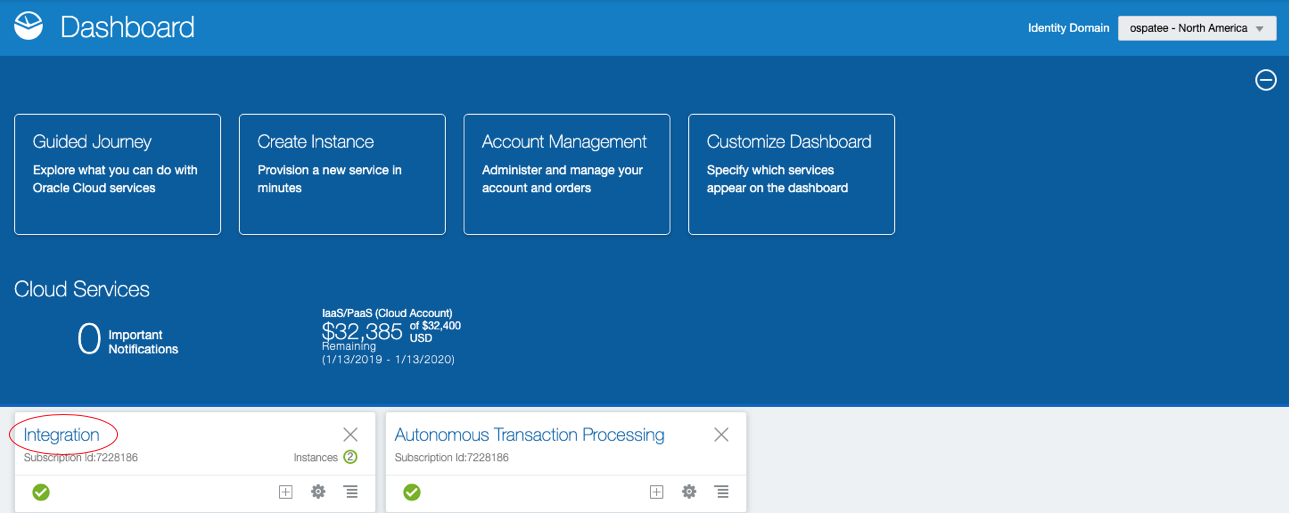 Dashboard
Identity Domain
ospatee - North America
Guided Journey
Explore what you can do with
Oracle Cloud services
Create Instance
Provision a new service in
minutes
Account Management
Administer and manage your
account and orders
Customize Dashboard
Specify which services
appear on the dashboard
Cloud Services
0 Important
Notifications
IaaS/PaaS (Cloud Account)
$32,385 of $32,400
USD
Remaining
(1/13/2019 - 1/13/2020)
Integration
Subscription Id:7228186
Instances 2
Autonomous Transaction Processing
Subscription Id:7228186